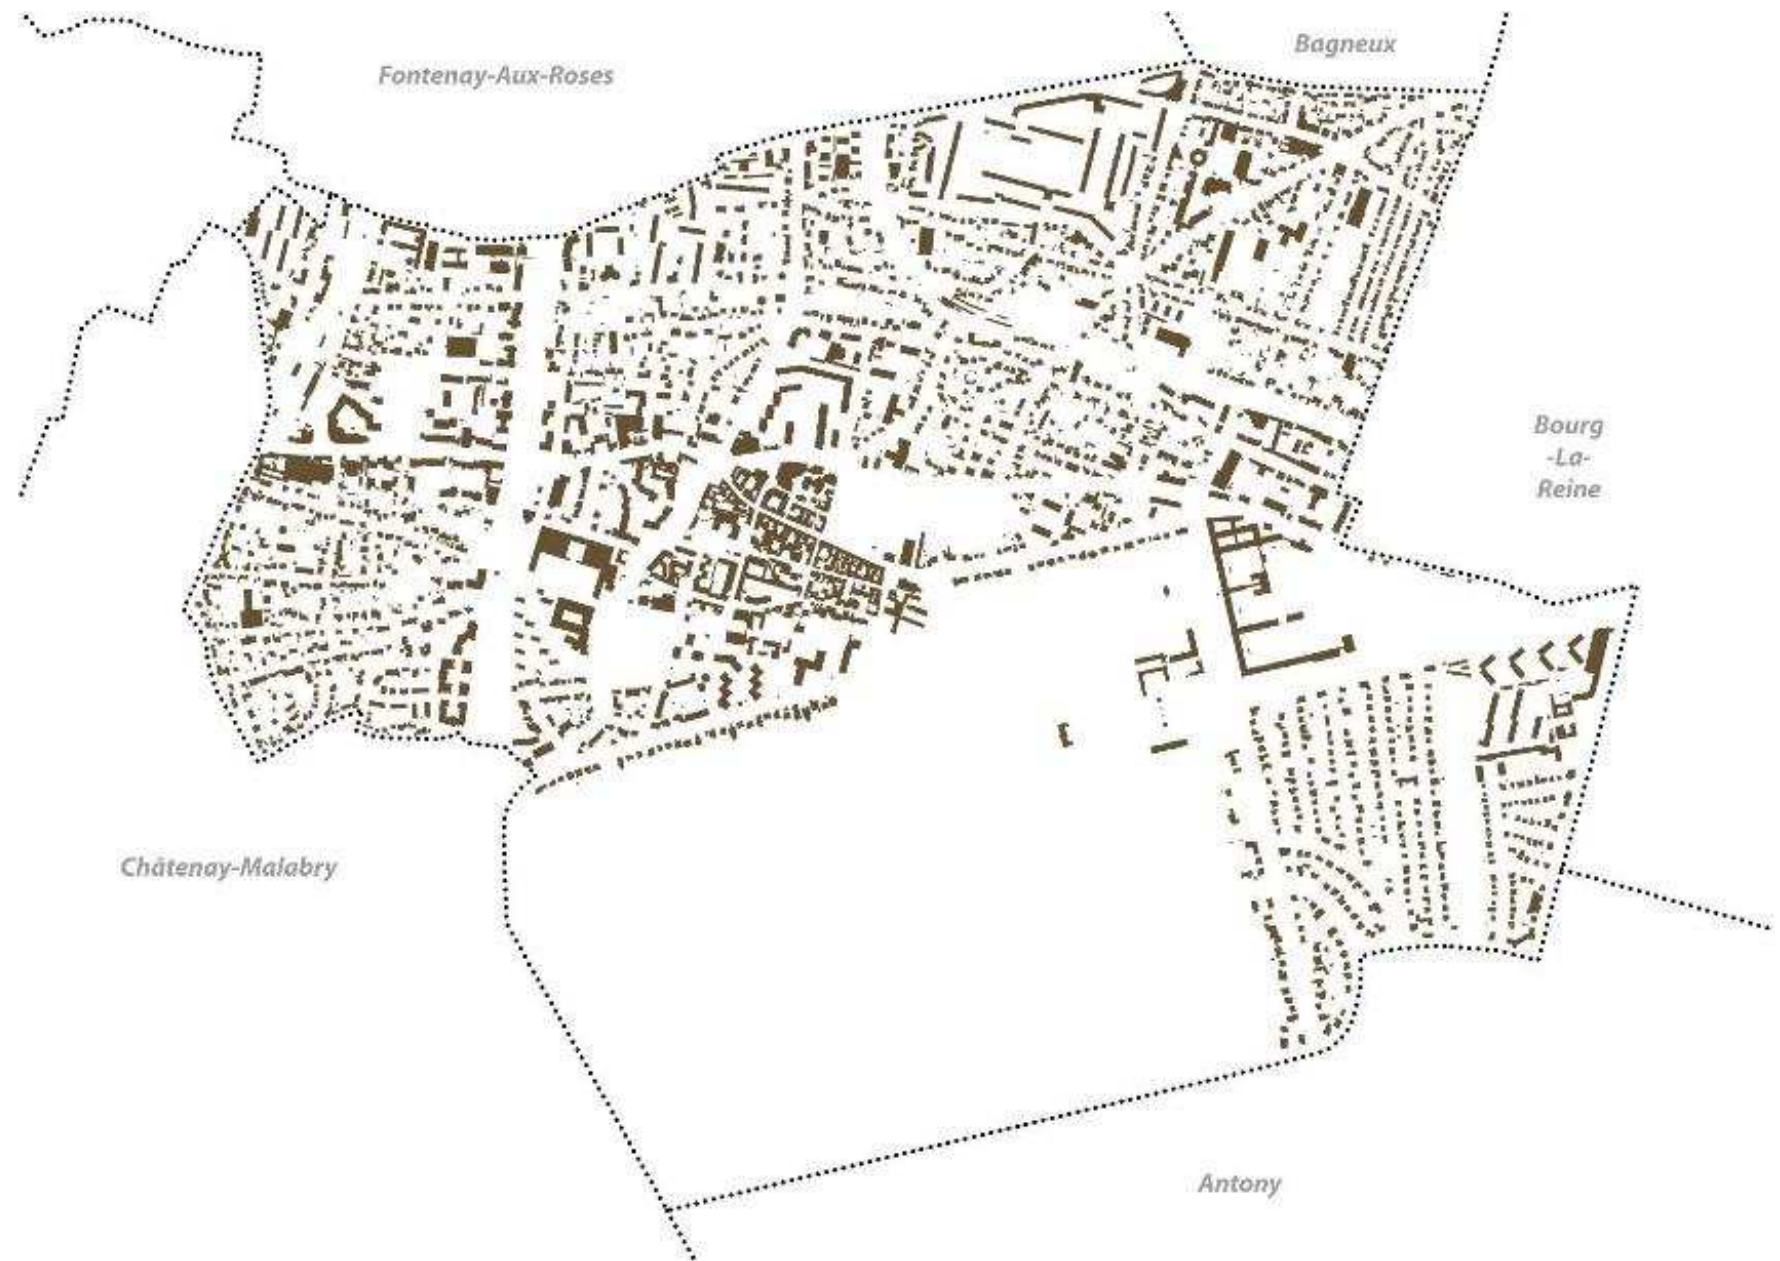 Bagneux
Fontenay-Aux-Roses
Bourg
-La-
Reine
Châtenay-Malabry
Antony